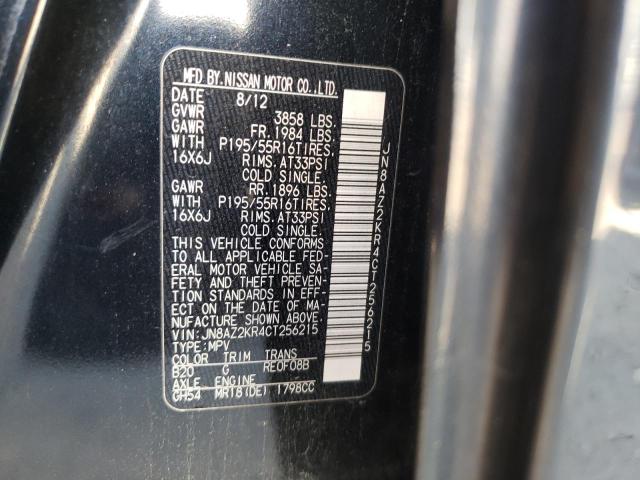 MFD BY.NISSAN MOTOR CO.,LTD.
DATE 8/12
GVWR 3858 LBS.
GAWR FR. 1984 LBS.
WITH P195/55R16TIRES.
16X6J RIMS.AT33PSI
COLD SINGLE.
GAWR RR. 1896 LBS.
WITH P195/55R16TIRES.
16X6J RIMS.AT33PSI
COLD SINGLE.
THIS VEHICLE CONFORMS
TO ALL APPLICABLE FED-
ERAL MOTOR VEHICLE SA-
FETY AND THEFT PREVEN-
TION STANDARDS IN EFF-
ECT ON THE DATE OF MA-
NUFACTURE SHOWN ABOVE.
VIN:JN8AZ2KR4CT256215
TYPE:MPV
COLOR TRIM TRANS
B20 G RE0F08B
AXLE ENGINE
GH54 MR18(DE) 1798CC
JN8AZ2KR4CT256215